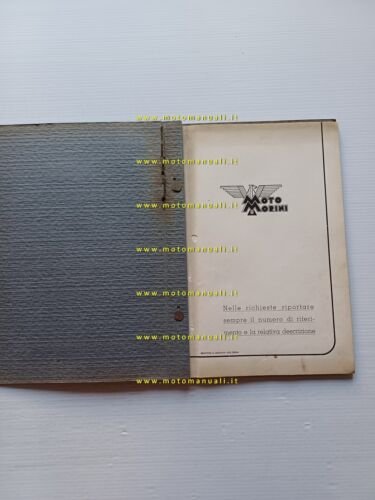 www.motomanuali.it
www.motomanuali.it
MOTO
MORINI
www.motomanuali.it
www.motomanuali.it
Nelle richieste riportare
sempre il numero di riferi-
mento e la relativa descrizione
www.motomanuali.it
www.motomanuali.it